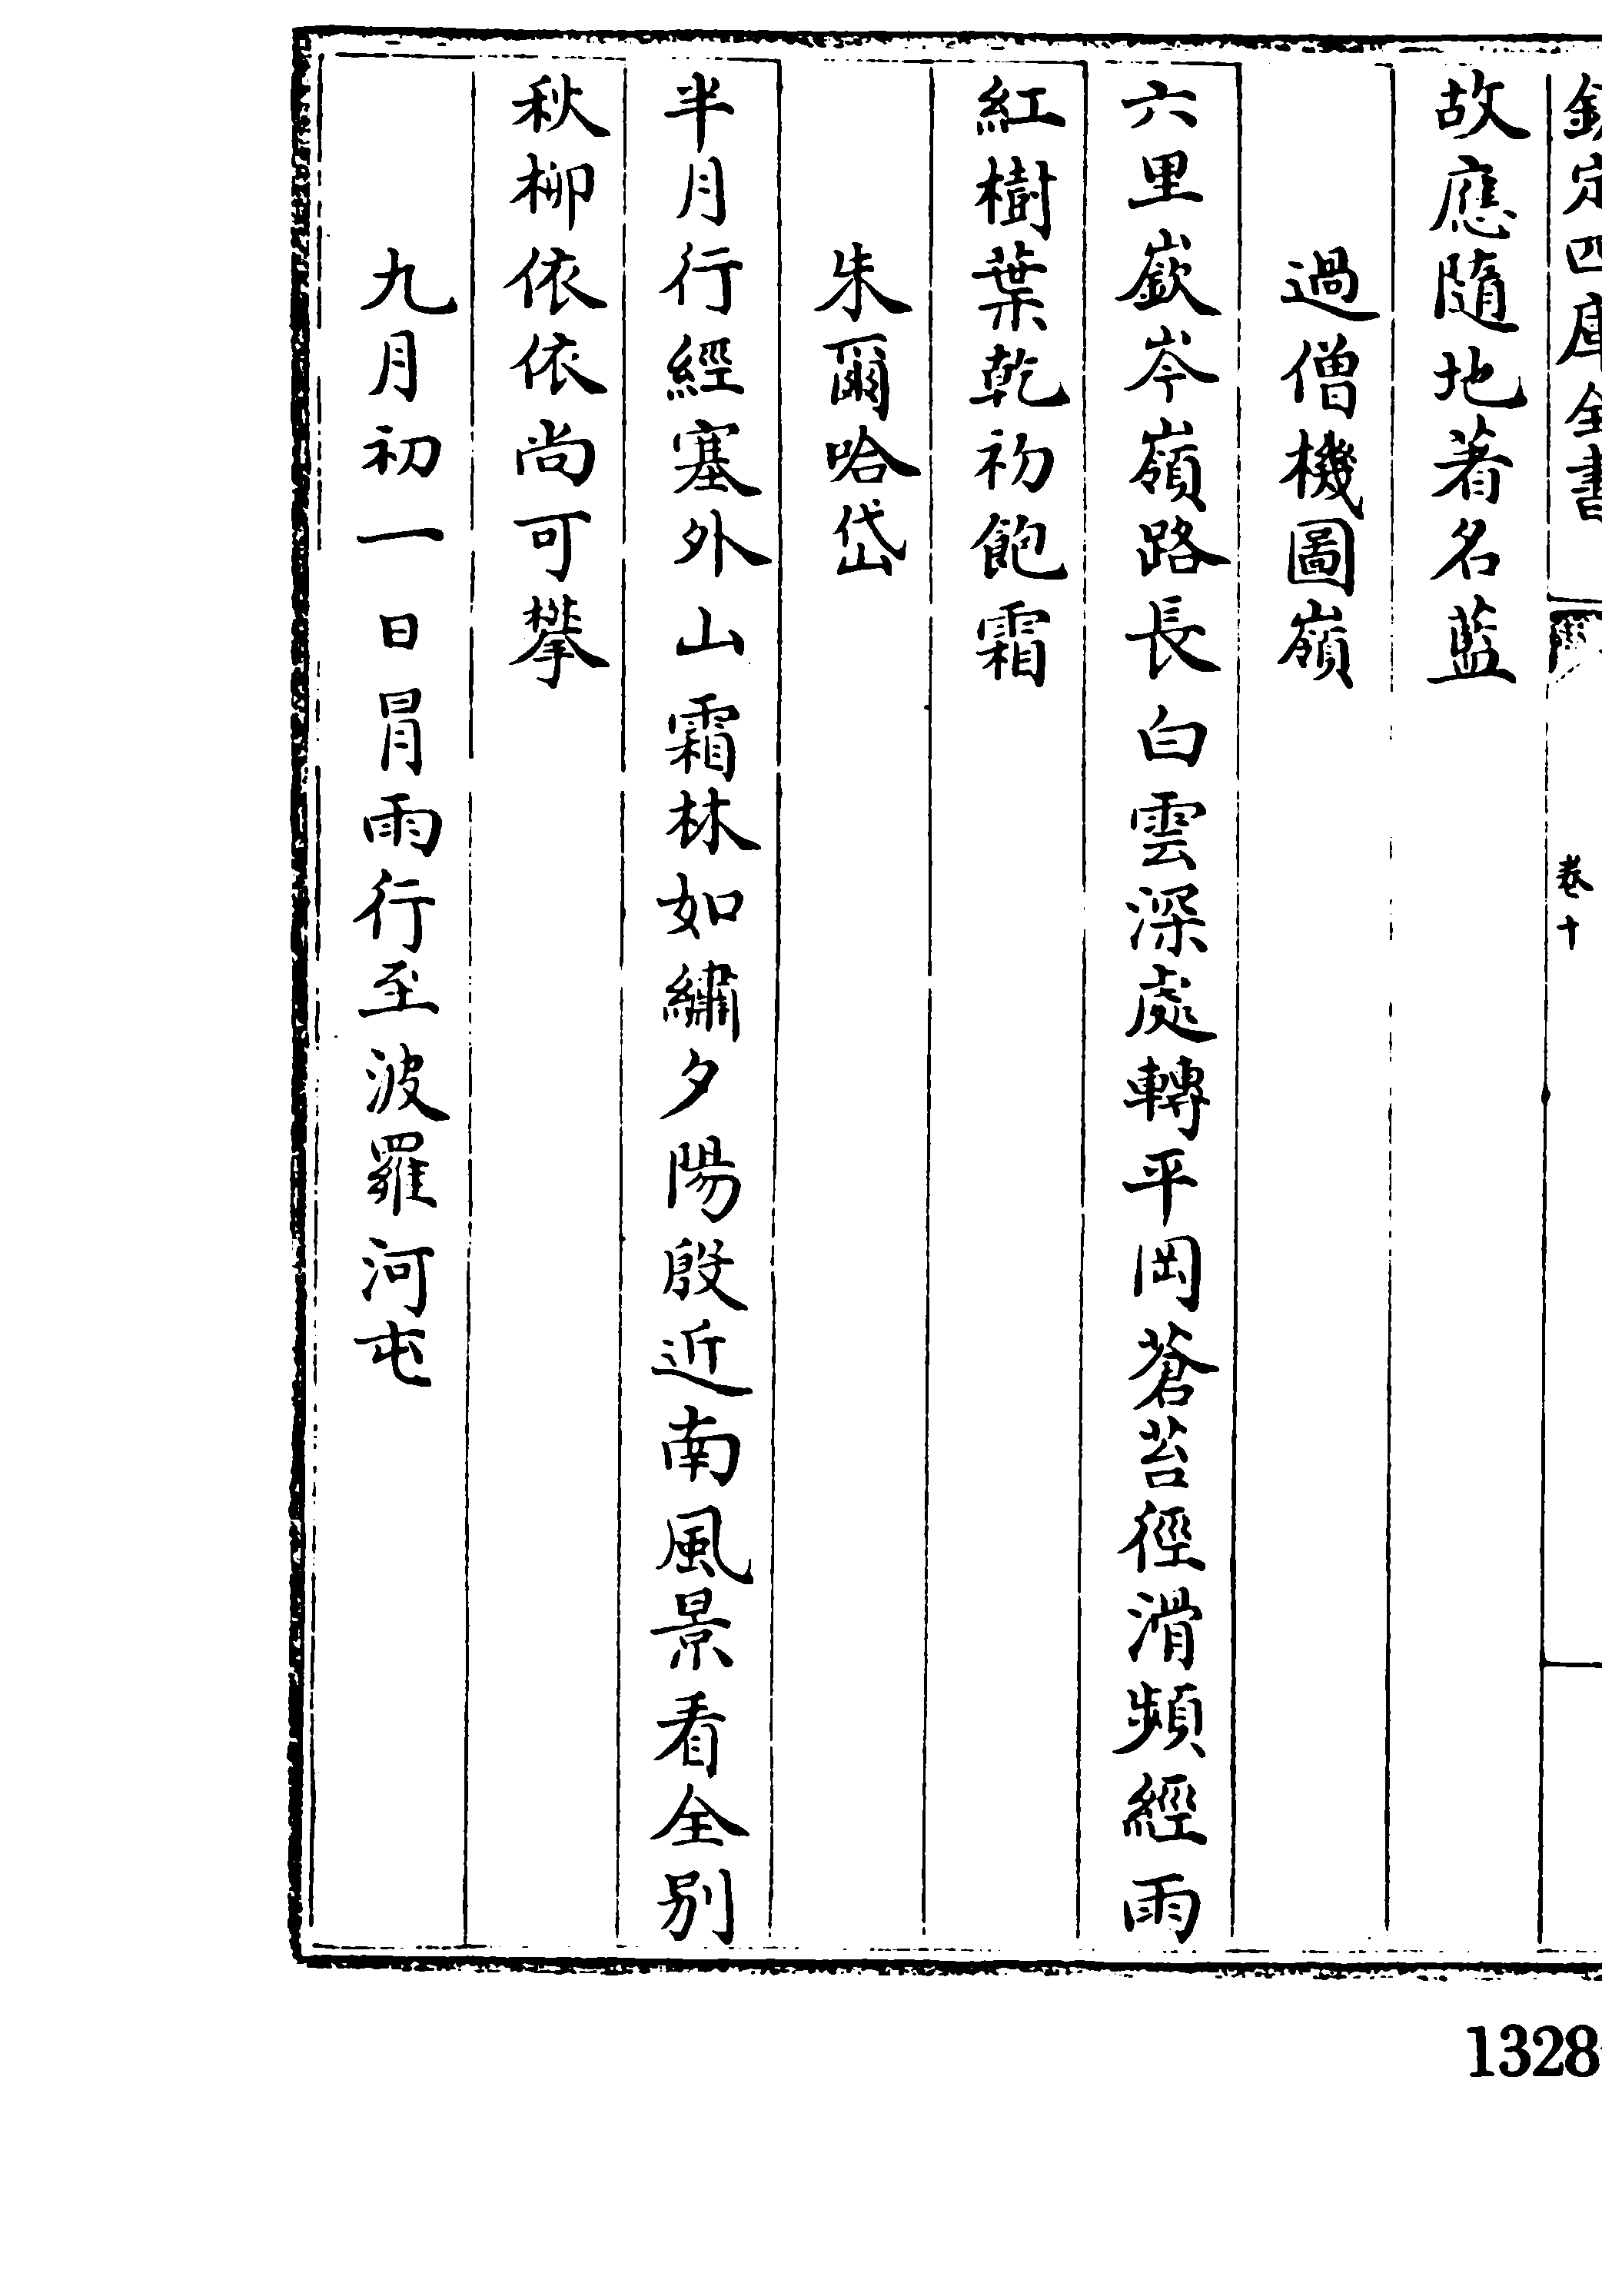 欽定四庫全書
卷十
故應隨地著名藍
過僧機圖嶺
六里嶔岑嶺路長白雲深處轉平岡蒼苔徑滑頻經雨
紅樹葉乾初飽霜
朱爾哈岱
半月行經塞外山霜林如繡夕陽殷近南風景看全别
秋柳依依尚可攀
九月初一日冐雨行至波羅河屯
1328